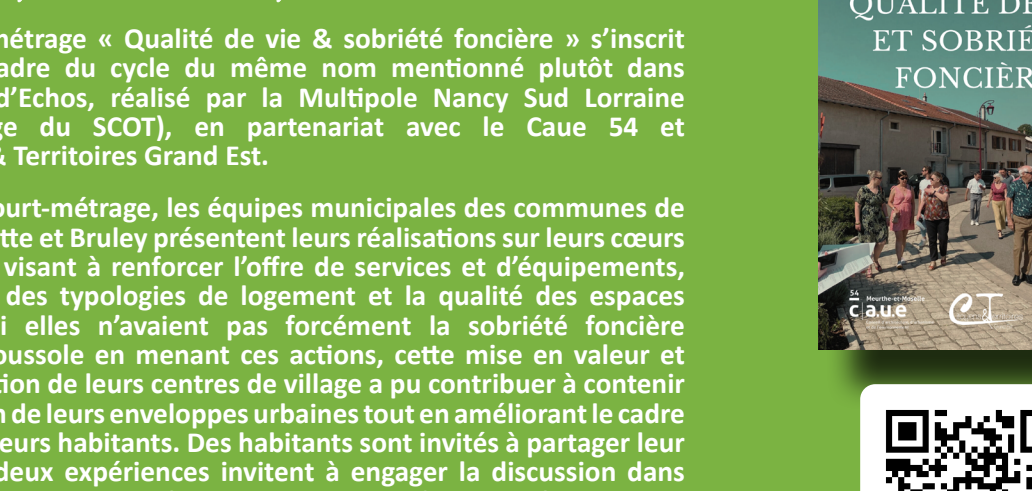 métrage « Qualité de vie & sobriété foncière » s’inscrit
cadre du cycle du même nom mentionné plutôt dans
d’Echos, réalisé par la Multipole Nancy Sud Lorraine
ge du SCOT), en partenariat avec le Caue 54 et
& Territoires Grand Est.
ourt-métrage, les équipes municipales des communes de
tte et Bruley présentent leurs réalisations sur leurs cœurs
visant à renforcer l’offre de services et d’équipements,
des typologies de logement et la qualité des espaces
i elles n’avaient pas forcément la sobriété foncière
oussole en menant ces actions, cette mise en valeur et
tion de leurs centres de village a pu contribuer à contenir
n de leurs enveloppes urbaines tout en améliorant le cadre
leurs habitants. Des habitants sont invités à partager leur
deux expériences invitent à engager la discussion dans
QUALITÉ DE
ET SOBRIÉ
FONCIÈR
54 Meurthe-et-Moselle
c a.u.e
C&T